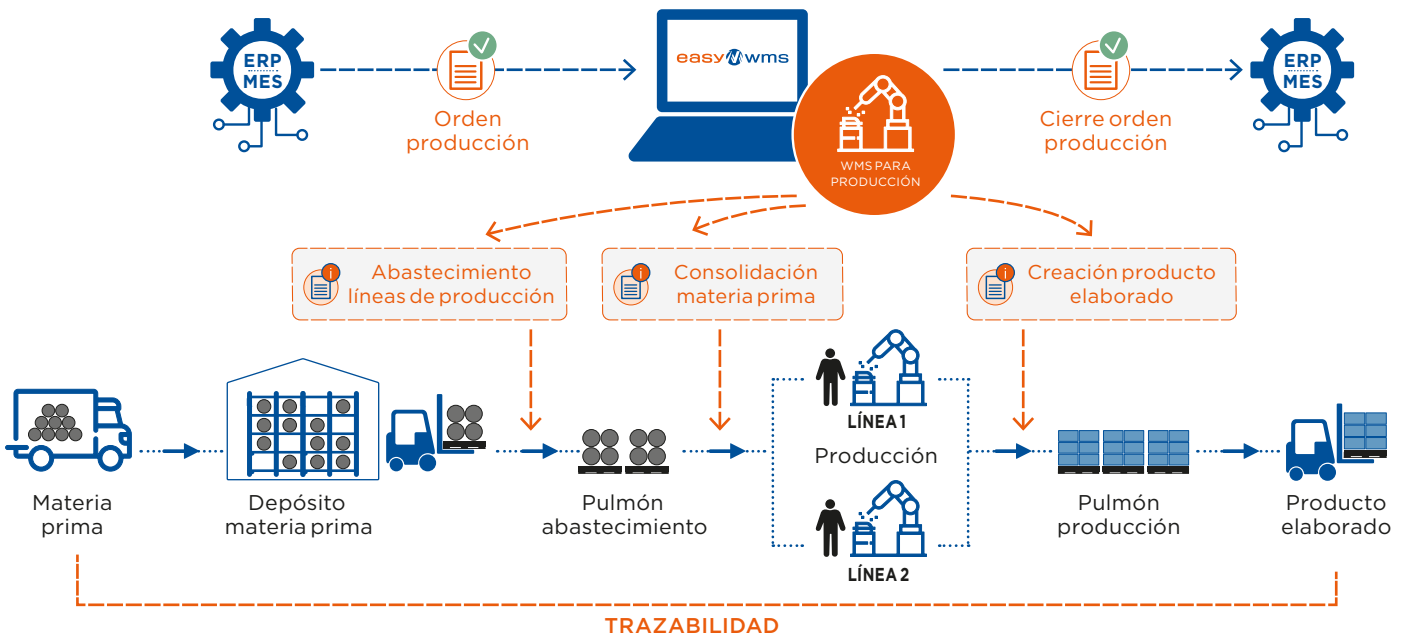 ERP
MES
Orden
producción
easy wms
WMS PARA
PRODUCCIÓN
Cierre orden
producción
ERP
MES
i
Abastecimiento
líneas de producción
i
Consolidación
materia prima
i
Creación producto
elaborado
Materia
prima
Depósito
materia prima
Pulmón
abastecimiento
LÍNEA 1
Producción
LÍNEA 2
Pulmón
producción
Producto
elaborado
TRAZABILIDAD